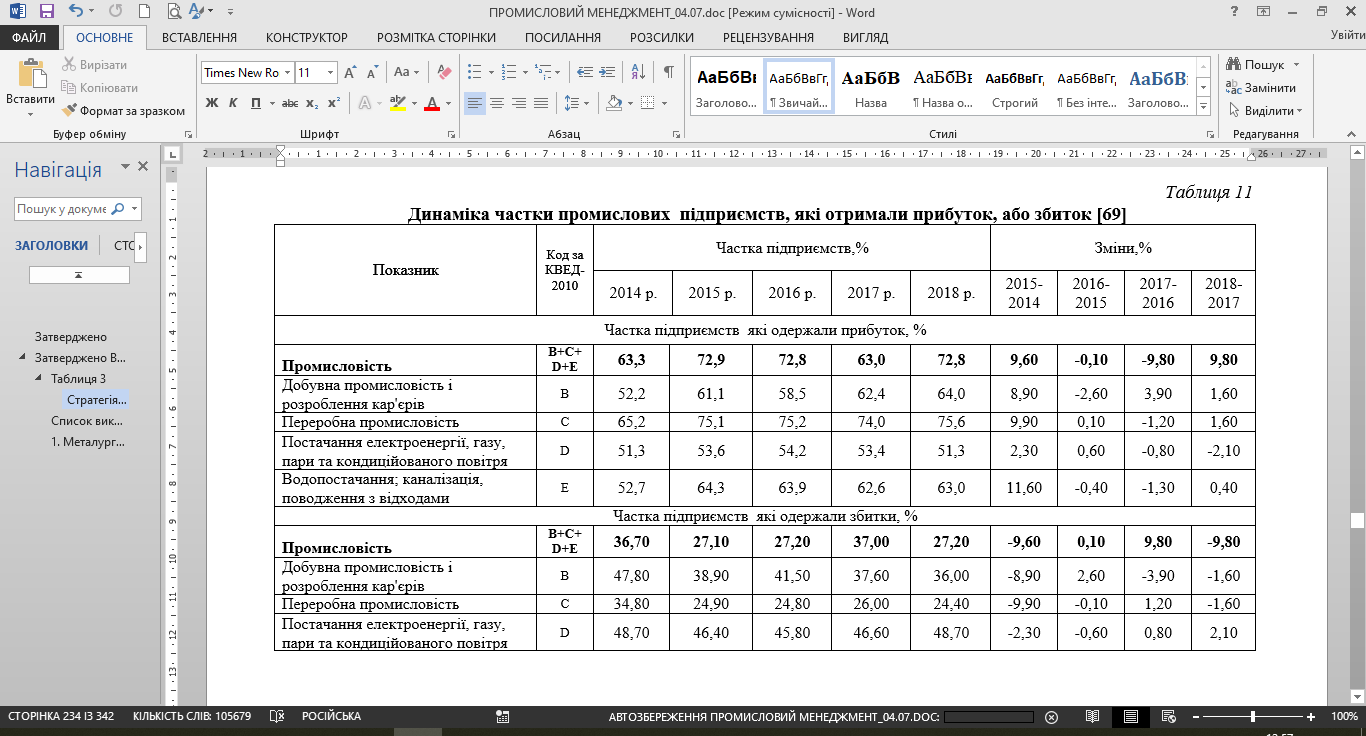 ПРОМИСЛОВИЙ МЕНЕДЖМЕНТ_04.07.doc [Режим сумісності] - Word
ФАЙЛ ОСНОВНЕ ВСТАВЛЕННЯ КОНСТРУКТОР РОЗМІТКА СТОРІНКИ ПОСИЛАННЯ РОЗСИЛКИ РЕЦЕНЗУВАННЯ ВИГЛЯД Увійти
Вставити
Вирізати
Копіювати
Формат за зразком
Буфер обміну
Times New Ro 11
Ж К П abc x₂ x²
Шрифт
Абзац
АаБбВв Заголово...
АаБбВвГг, ¶ Звичай...
АаБбВ Назва
АаБбВв ¶ Назва о...
АаБбВвГг, Строгий
АаБбВвГг, ¶ Без інте...
АаБбВ Заголово...
Стилі
Пошук
Замінити
Виділити
Редагування
Навігація
Пошук у докуме
ЗАГОЛОВКИ СТО
Затверджено
Затверджено В...
Таблиця 3
Стратегія...
Список вик...
1. Металург...
Таблиця 11
Динаміка частки промислових підприємств, які отримали прибуток, або збиток [69]
Показник Код за КВЕД-2010 Частка підприємств,% Зміни,%
2014 р. 2015 р. 2016 р. 2017 р. 2018 р. 2015-2014 2016-2015 2017-2016 2018-2017
Частка підприємств які одержали прибуток, %
Промисловість B+C+D+E 63,3 72,9 72,8 63,0 72,8 9,60 -0,10 -9,80 9,80
Добувна промисловість і розроблення кар'єрів B 52,2 61,1 58,5 62,4 64,0 8,90 -2,60 3,90 1,60
Переробна промисловість C 65,2 75,1 75,2 74,0 75,6 9,90 0,10 -1,20 1,60
Постачання електроенергії, газу, пари та кондиційованого повітря D 51,3 53,6 54,2 53,4 51,3 2,30 0,60 -0,80 -2,10
Водопостачання; каналізація, поводження з відходами E 52,7 64,3 63,9 62,6 63,0 11,60 -0,40 -1,30 0,40
Частка підприємств які одержали збитки, %
Промисловість B+C+D+E 36,70 27,10 27,20 37,00 27,20 -9,60 0,10 9,80 -9,80
Добувна промисловість і розроблення кар'єрів B 47,80 38,90 41,50 37,60 36,00 -8,90 2,60 -3,90 -1,60
Переробна промисловість C 34,80 24,90 24,80 26,00 24,40 -9,90 -0,10 1,20 -1,60
Постачання електроенергії, газу, пари та кондиційованого повітря D 48,70 46,40 45,80 46,60 48,70 -2,30 -0,60 0,80 2,10
СТОРІНКА 234 ІЗ 342 КІЛЬКІСТЬ СЛІВ: 105679 РОСІЙСЬКА АВТОЗБЕРЕЖЕННЯ ПРОМИСЛОВИЙ МЕНЕДЖМЕНТ_04.07.DOC: 100%